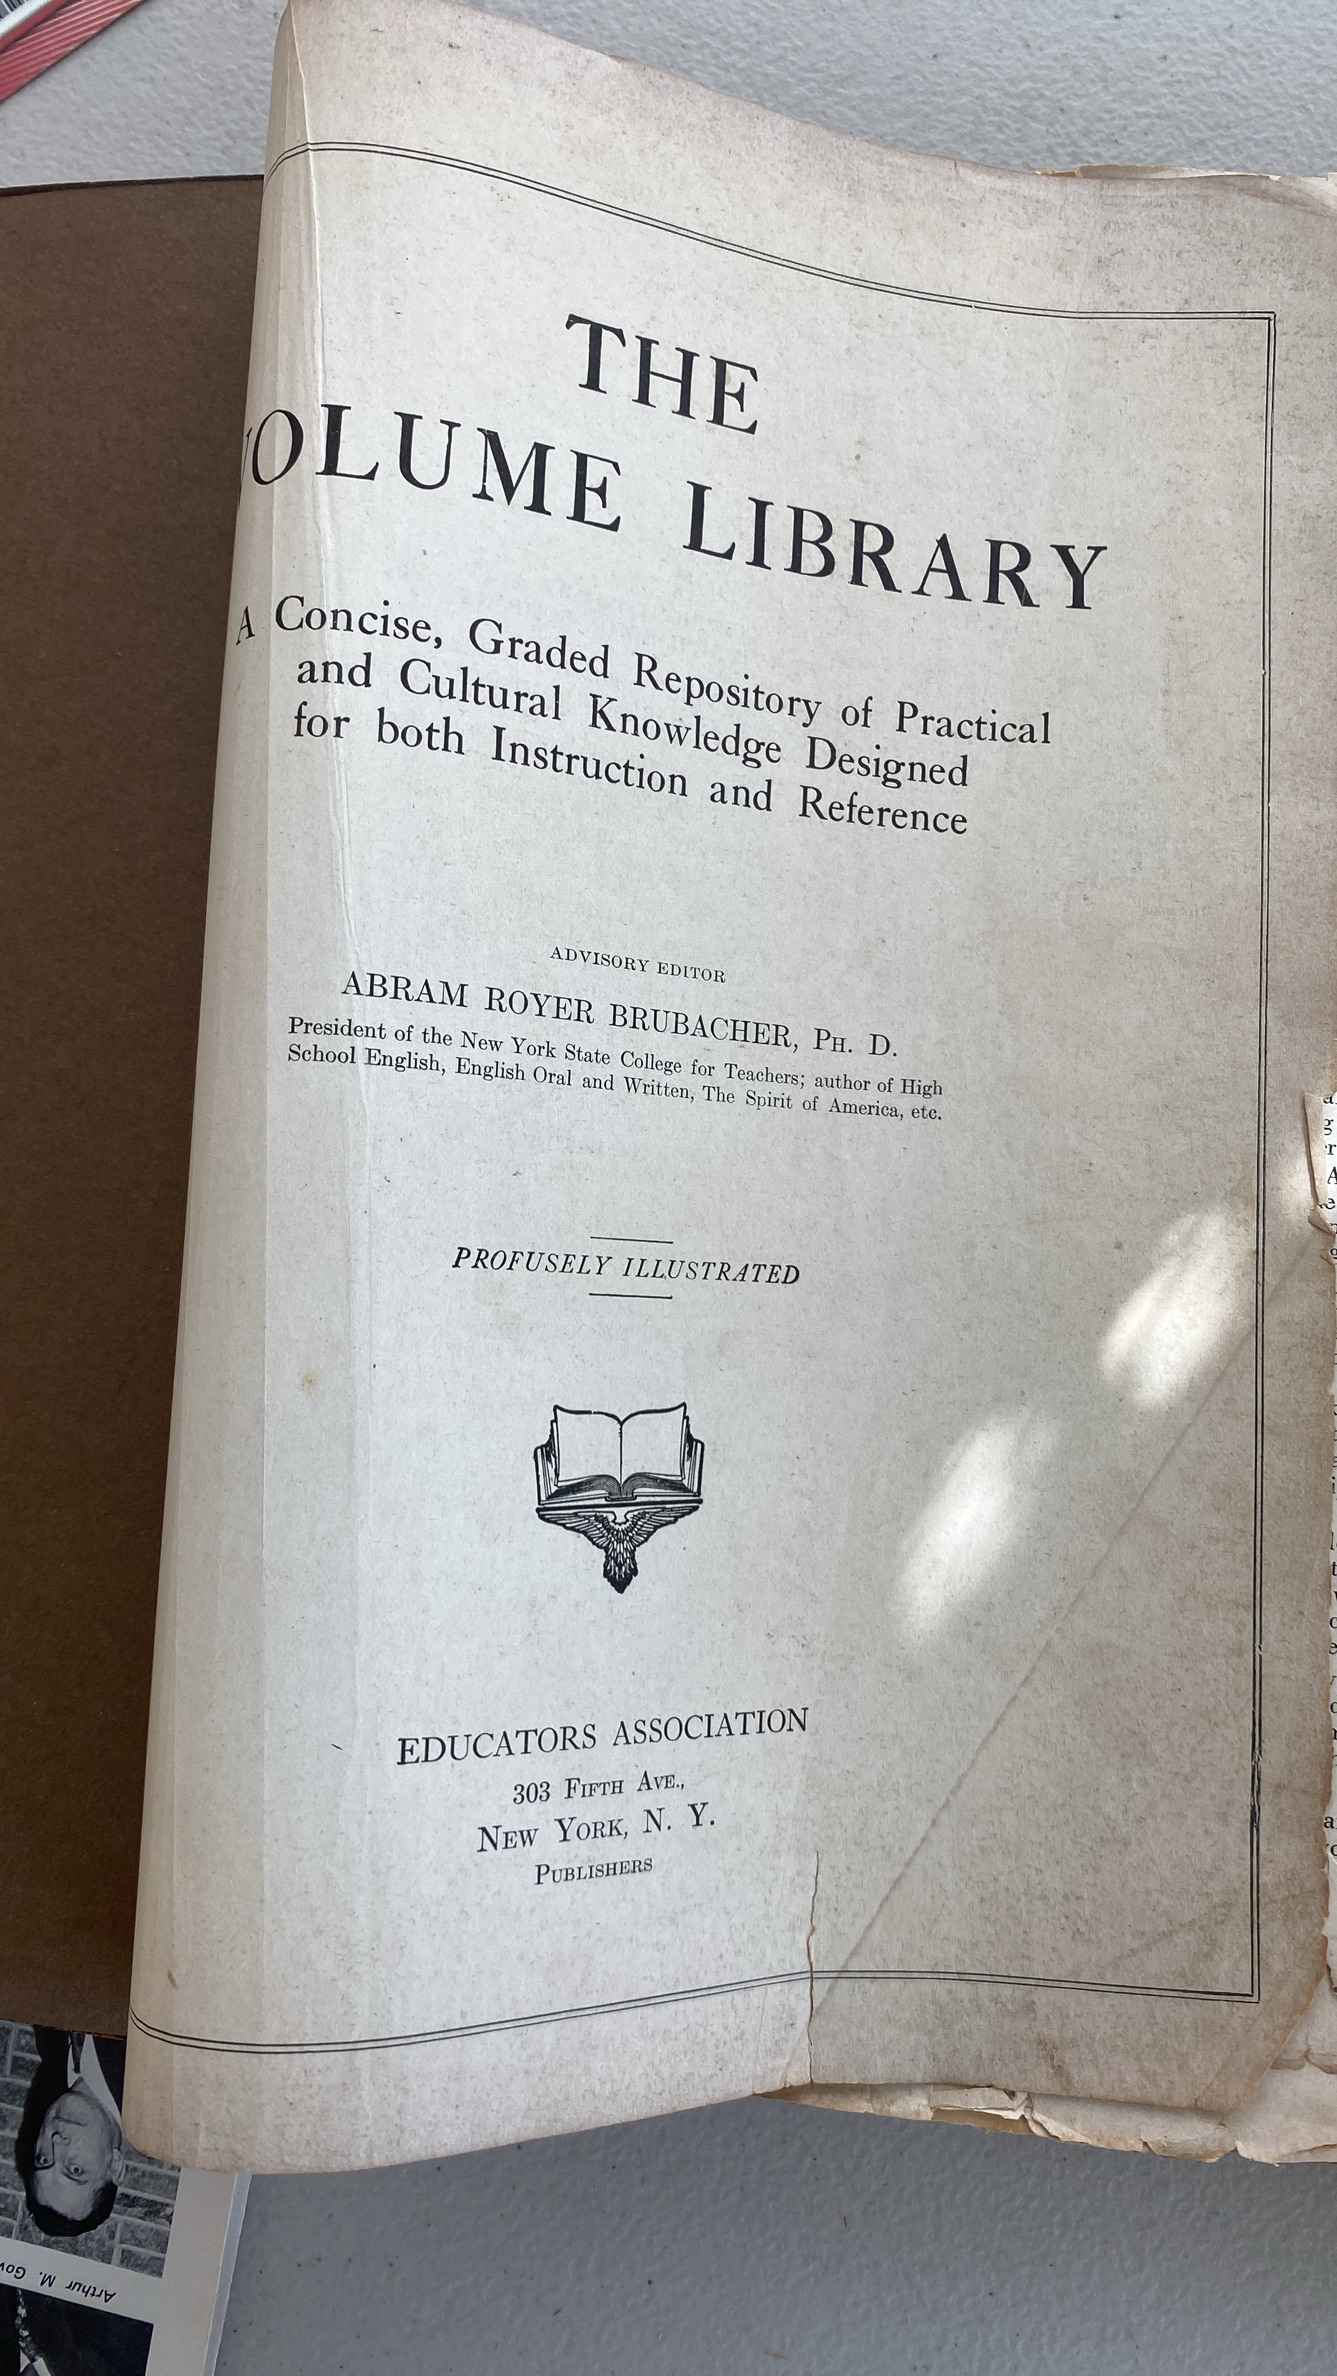 THE
VOLUME LIBRARY
A Concise, Graded Repository of Practical
and Cultural Knowledge Designed
for both Instruction and Reference
ADVISORY EDITOR
ABRAM ROYER BRUBACHER, PH. D.
President of the New York State College for Teachers; author of High
School English, English Oral and Written, The Spirit of America, etc.
PROFUSELY ILLUSTRATED
EDUCATORS ASSOCIATION
303 FIFTH AVE.,
NEW YORK, N. Y.
PUBLISHERS
Arthur M.